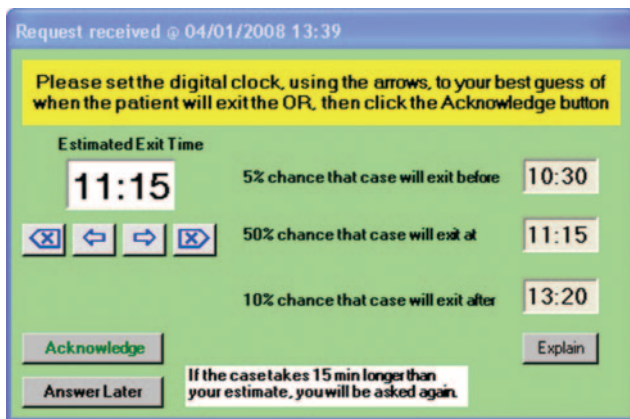 Request received @ 04/01/2008 13:39
Please set the digital clock, using the arrows, to your best guess of
when the patient will exit the OR, then click the Acknowledge button
Estimated Exit Time
11:15
5% chance that case will exit before 10:30
50% chance that case will exit at 11:15
10% chance that case will exit after 13:20
Acknowledge
Explain
Answer Later
If the case takes 15 min longer than
your estimate, you will be asked again.